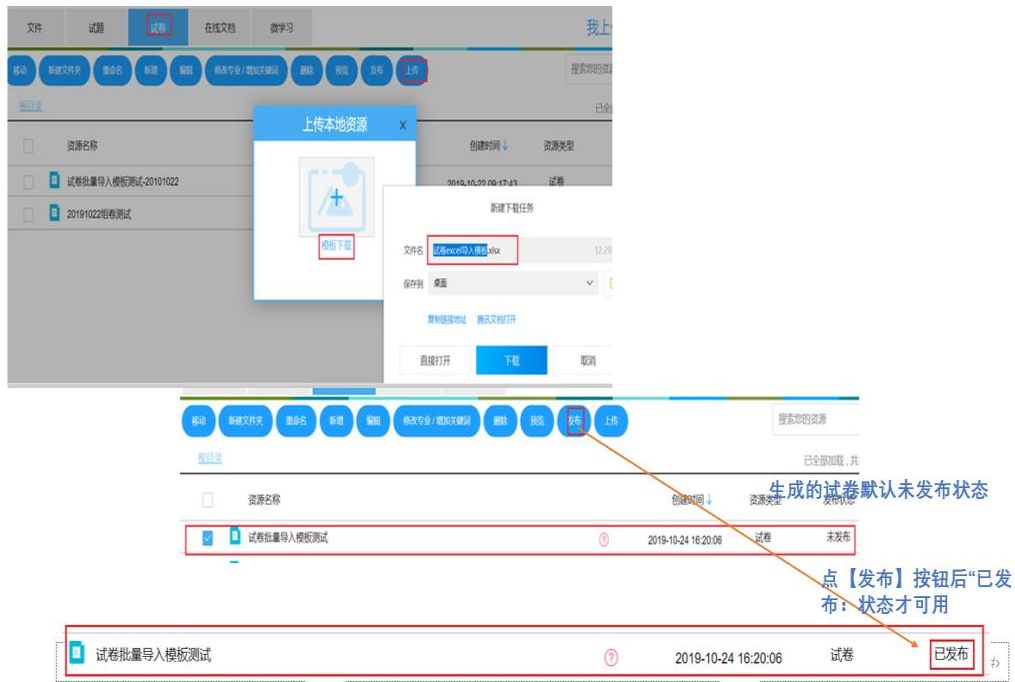 文件 试题 试卷 在线文档 微学习 我上
移动 新建文件夹 重命名 新增 编辑 修改专业/增加关键词 删除 预览 发布 上传 搜索您的资源
根目录 已全
上传本地资源 x
资源名称 创建时间↓ 资源类型
试卷批量导入模板测试-20101022 2019-10-22 09:17:43 试卷
20191022组卷测试
模板下载
新建下载任务
文件名 试卷excel导入模板.xlsx 12.29
保存到 桌面
复制链接地址 腾讯文档打开
直接打开 下载 取消
移动 新建文件夹 重命名 新增 编辑 修改专业/增加关键词 删除 预览 发布 上传 搜索您的资源
根目录 已全部加载,共
生成的试卷默认未发布状态
资源名称 创建时间↓ 资源类型 发布状态
试卷批量导入模板测试 ? 2019-10-24 16:20:06 试卷 未发布
点【发布】按钮后“已发
布:状态才可用
试卷批量导入模板测试 ? 2019-10-24 16:20:06 试卷 已发布